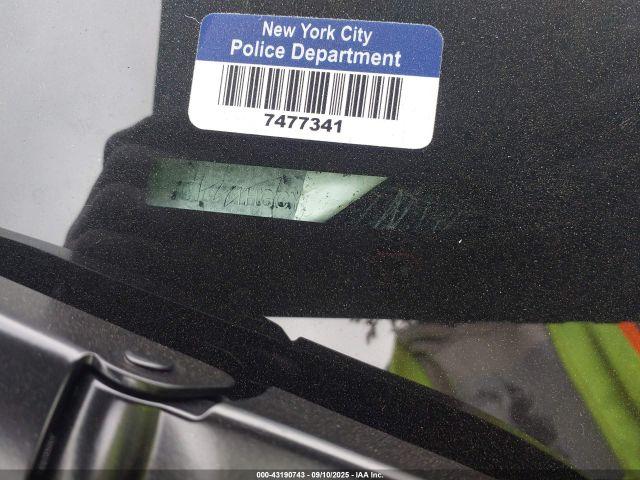 New York City
Police Department
7477341
000-43190743 - 09/10/2025 - IAA Inc.